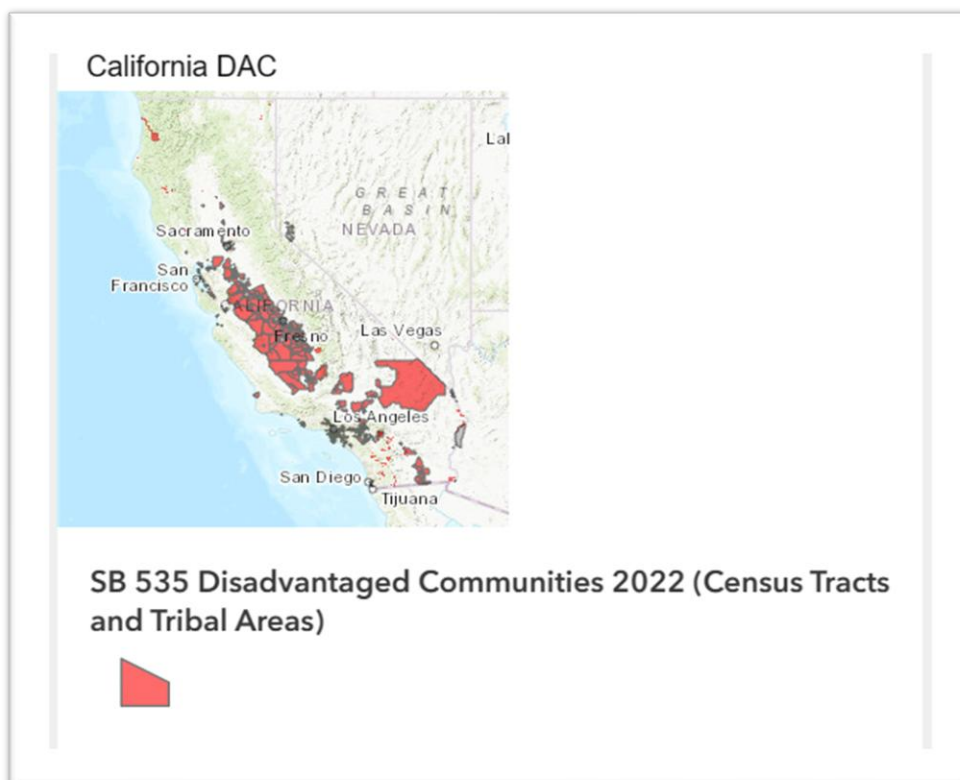 California DAC
Lal
GREAT
BASIN
NEVADA
Sacramento
San
Francisco
CALIFORNIA
Fresno
Las Vegas
Los Angeles
San Diego
Tijuana
SB 535 Disadvantaged Communities 2022 (Census Tracts
and Tribal Areas)